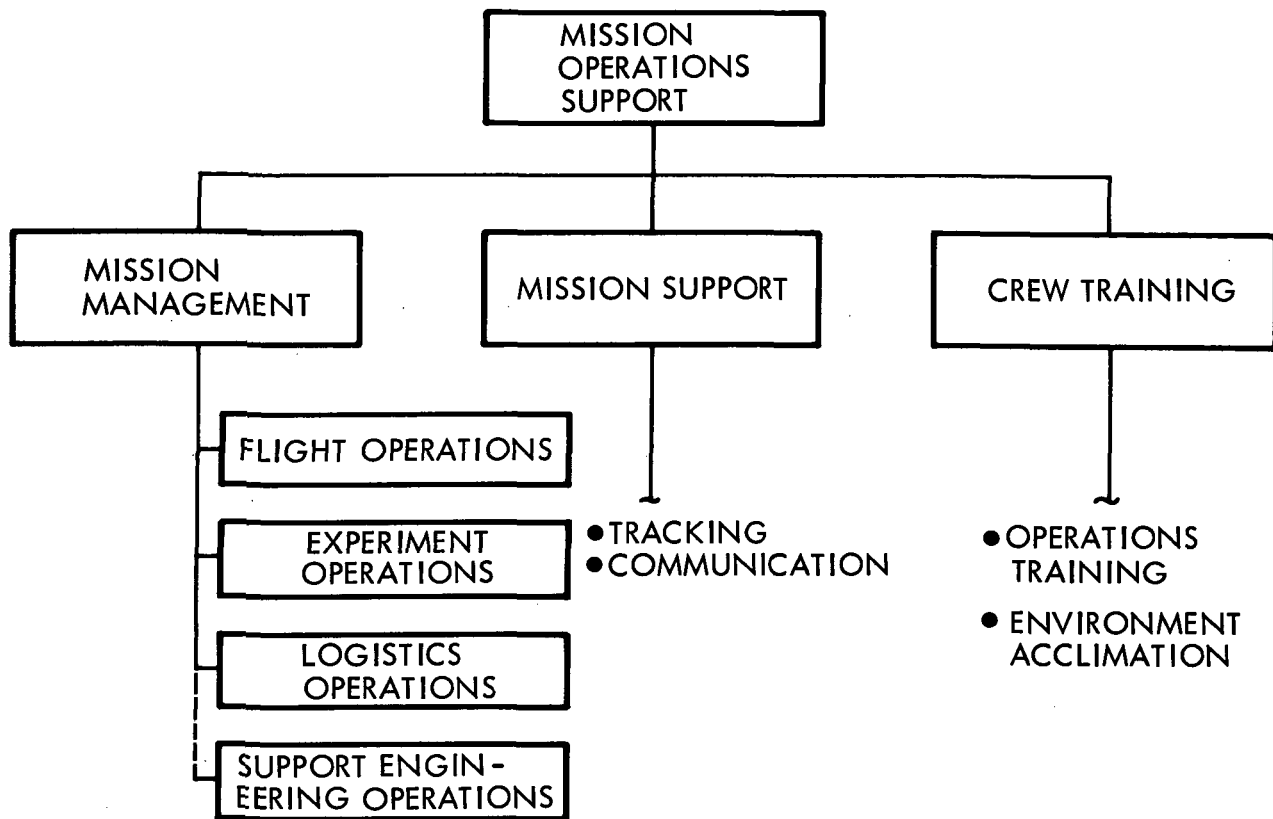 MISSION
OPERATIONS
SUPPORT
MISSION
MANAGEMENT
MISSION SUPPORT
CREW TRAINING
FLIGHT OPERATIONS
EXPERIMENT
OPERATIONS
LOGISTICS
OPERATIONS
SUPPORT ENGIN-
EERING OPERATIONS
● TRACKING
● COMMUNICATION
● OPERATIONS
TRAINING
● ENVIRONMENT
ACCLIMATION